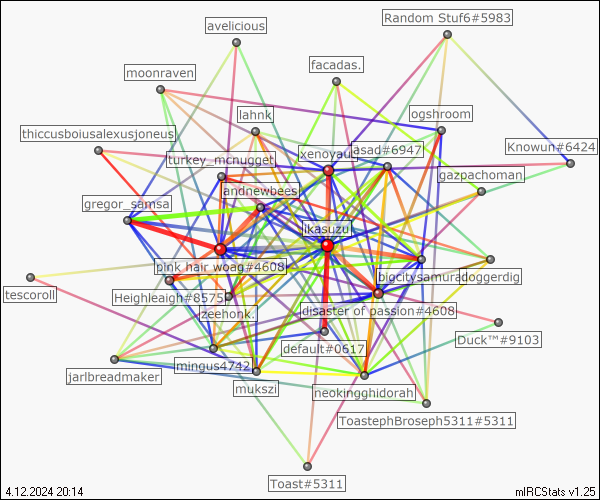 avelicious
Random Stuf6#5983
facadas.
moonraven
lahnk
ogshroom
thiccusboiusalexusjoneus
turkey_mcnugget
asad#6947
Knowun#6424
gazpachoman
andnewbees
gregor_samsa
ikasuzu
pink hair woag#4608
doggerdig
tescoroll
Heighleaigh#8575
zeehonk.
disaster of passion#4608
Duck™#9103
default#0617
mingus4742
jarlbreadmaker
mukszi
neokingghidorah
ToastephBroseph5311#5311
Toast#5311
4.12.2024 20:14
mIRCStats v1.25